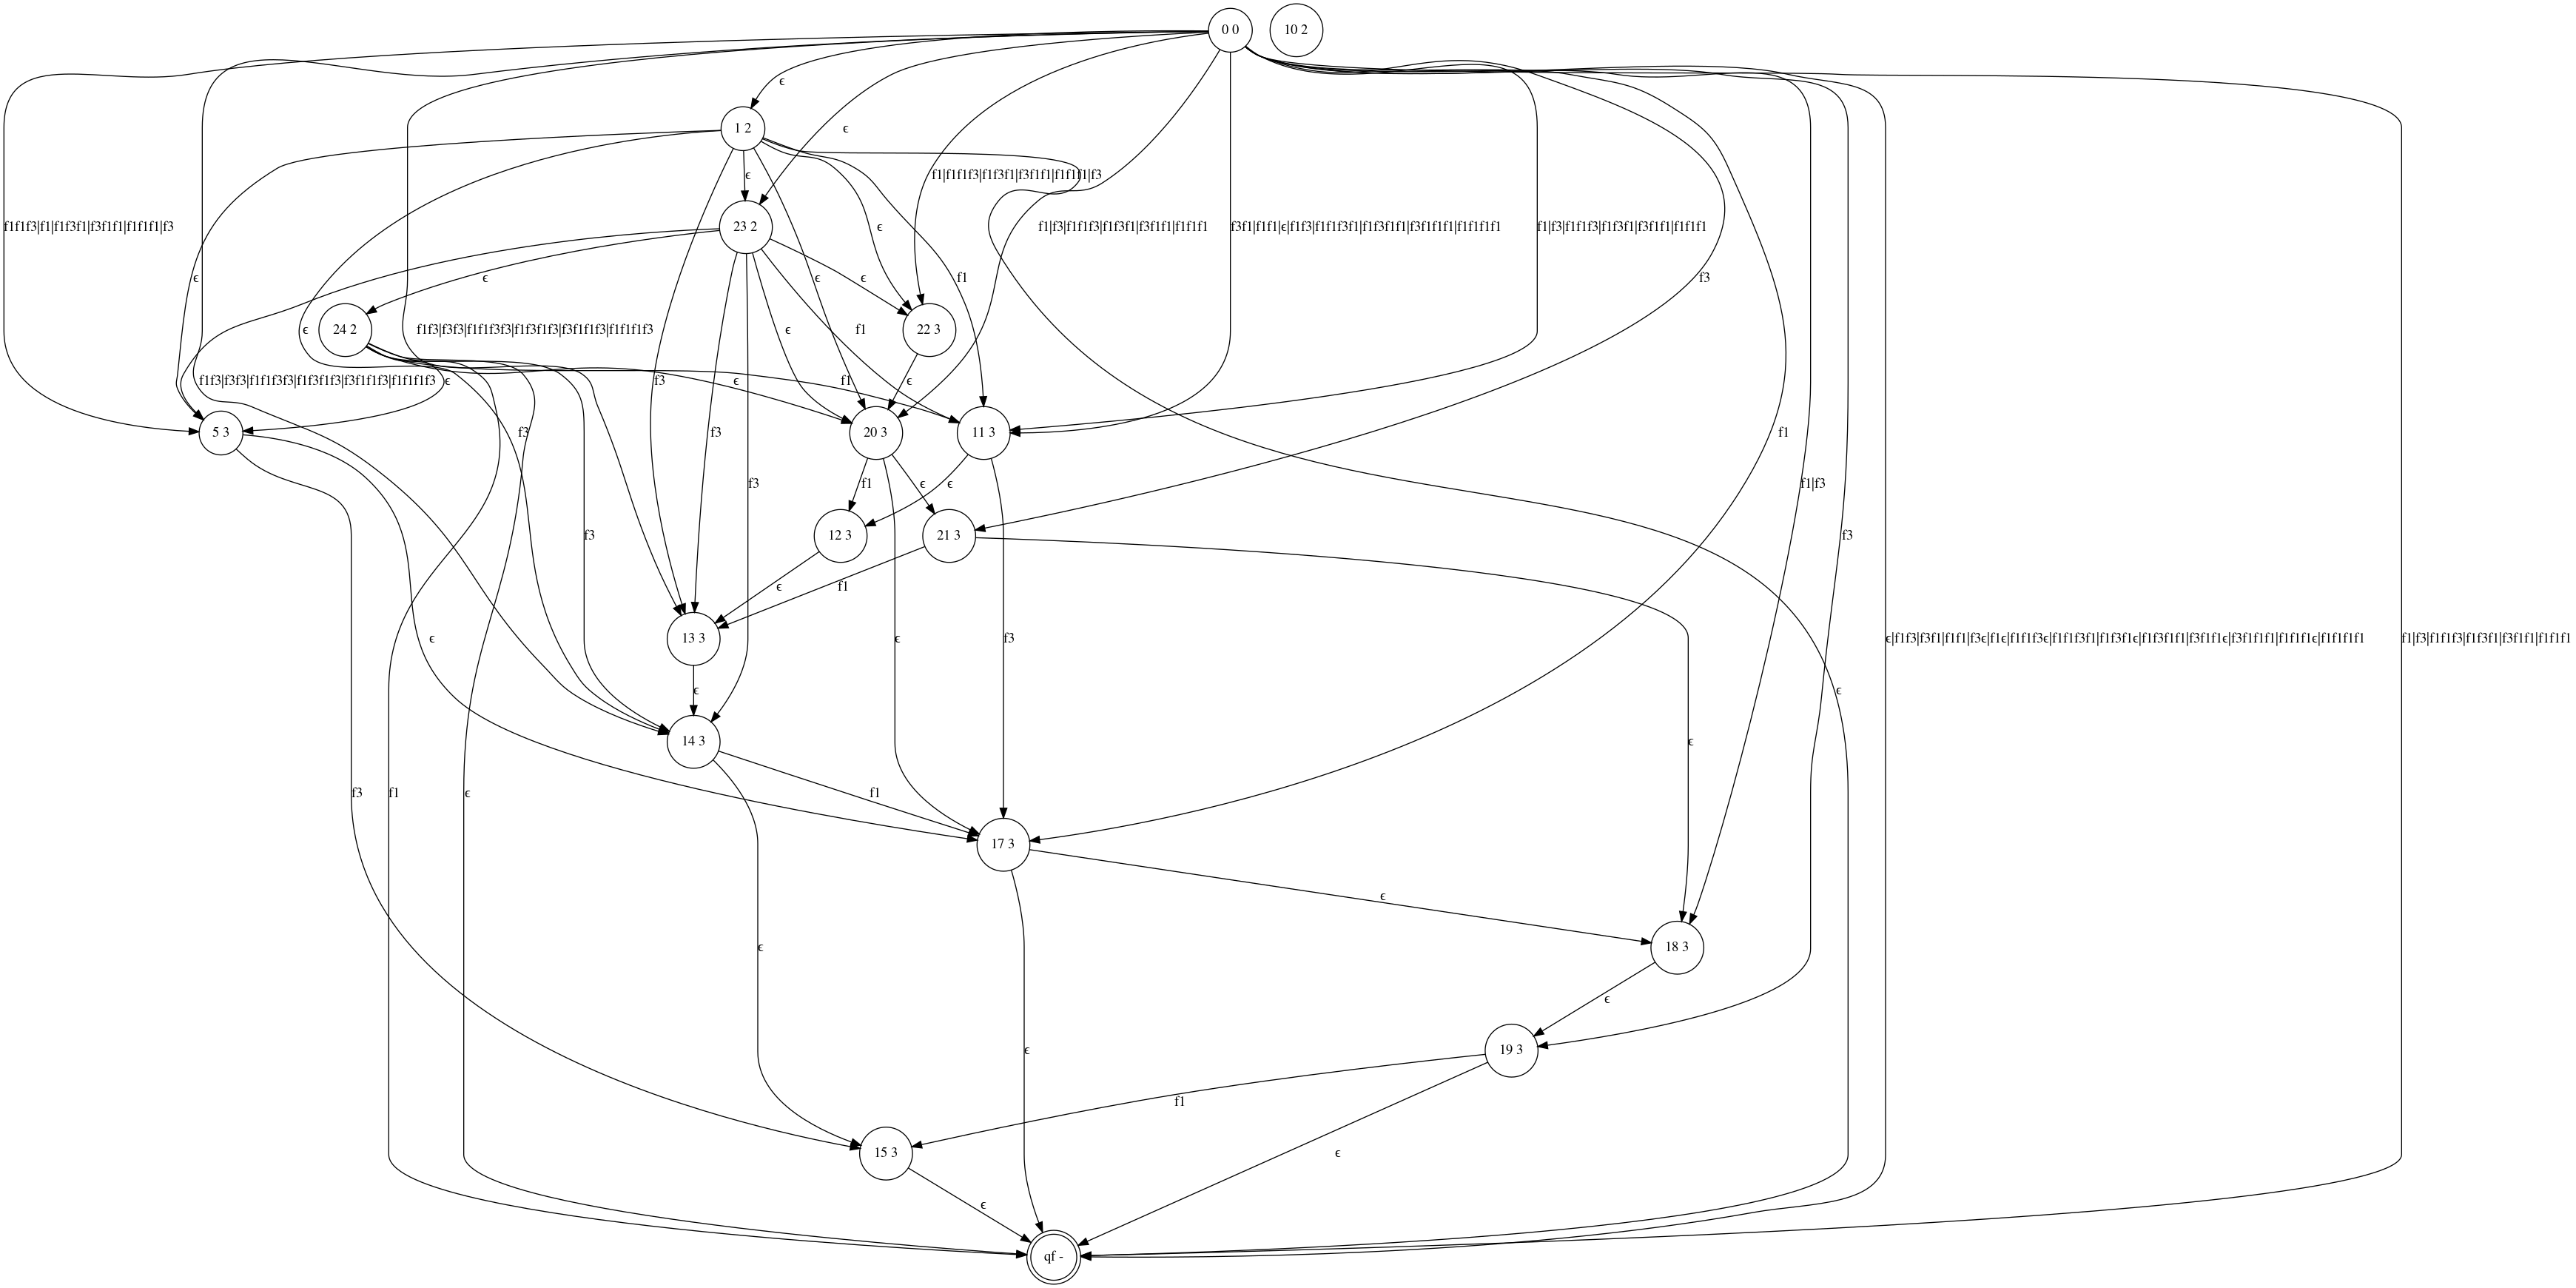 0 0
10 2
ϵ
1 2
ϵ
ϵ
f1|f1f1f3|f1f3f1|f3f1f1|f1f1f1|f3
f1f1f3|f1|f1f3f1|f3f1f1|f1f1f1|f3
23 2
ϵ
f1|f3|f1f1f3|f1f3f1|f3f1f1|f1f1f1
f3f1|f1f1|ϵ|f1f3|f1f1f3f1|f1f3f1f1|f3f1f1f1|f1f1f1f1
f1|f3|f1f1f3|f1f3f1|f3f1f1|f1f1f1
ϵ
ϵ
ϵ
ϵ
f1
f3
24 2
ϵ
f1f3|f3f3|f1f1f3f3|f1f3f1f3|f3f1f1f3|f1f1f1f3
ϵ
f1
22 3
f1f3|f3f3|f1f1f3f3|f1f3f1f3|f3f1f1f3|f1f1f1f3
ϵ
f3
ϵ
f1
ϵ
5 3
f3
f3
20 3
11 3
f1
f3
f1
ϵ
ϵ
f1|f3
f3
12 3
21 3
f3
ϵ
f1
ϵ
13 3
ϵ
f3
ϵ|f1f3|f3f1|f1f1|f3ϵ|f1ϵ|f1f1f3ϵ|f1f1f3f1|f1f3f1ϵ|f1f3f1f1|f3f1f1ϵ|f3f1f1f1|f1f1f1ϵ|f1f1f1f1
f1|f3|f1f1f3|f1f3f1|f3f1f1|f1f1f1
ϵ
ϵ
14 3
ϵ
f3
f1
ϵ
f1
17 3
ϵ
ϵ
18 3
ϵ
19 3
ϵ
f1
15 3
ϵ
ϵ
qf -